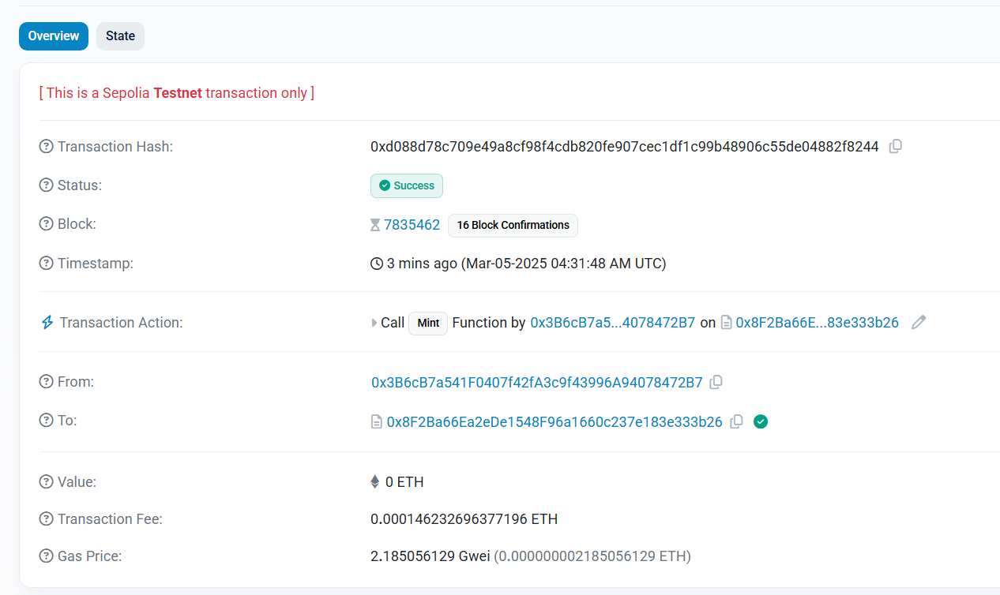 Overview State
[ This is a Sepolia Testnet transaction only ]
Transaction Hash: 0xd088d78c709e49a8cf98f4cdb820fe907cec1df1c99b48906c55de04882f8244
Status: Success
Block: 7835462 16 Block Confirmations
Timestamp: 3 mins ago (Mar-05-2025 04:31:48 AM UTC)
Transaction Action: Call Mint Function by 0x3B6cB7a5...4078472B7 on 0x8F2Ba66E...83e333b26
From: 0x3B6cB7a541F0407f42fA3c9f43996A94078472B7
To: 0x8F2Ba66Ea2eDe1548F96a1660c237e183e333b26
Value: 0 ETH
Transaction Fee: 0.000146232696377196 ETH
Gas Price: 2.185056129 Gwei (0.000000002185056129 ETH)